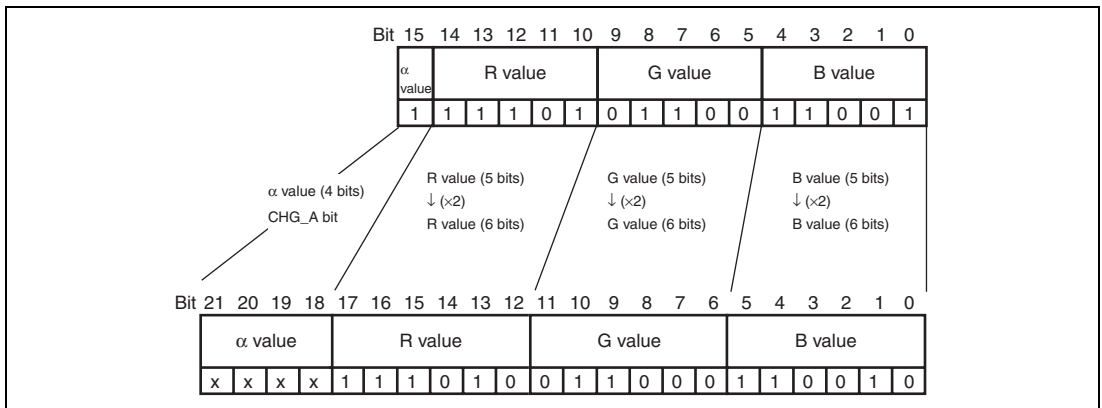 Bit 15 14 13 12 11 10 9 8 7 6 5 4 3 2 1 0
α value R value G value B value
1 1 1 1 0 1 0 1 1 0 0 1 1 0 0 1
α value (4 bits)
CHG_A bit
R value (5 bits)
↓ (×2)
R value (6 bits)
G value (5 bits)
↓ (×2)
G value (6 bits)
B value (5 bits)
↓ (×2)
B value (6 bits)
Bit 21 20 19 18 17 16 15 14 13 12 11 10 9 8 7 6 5 4 3 2 1 0
α value R value G value B value
x x x x 1 1 1 0 1 0 0 1 1 0 0 0 1 1 0 0 1 0